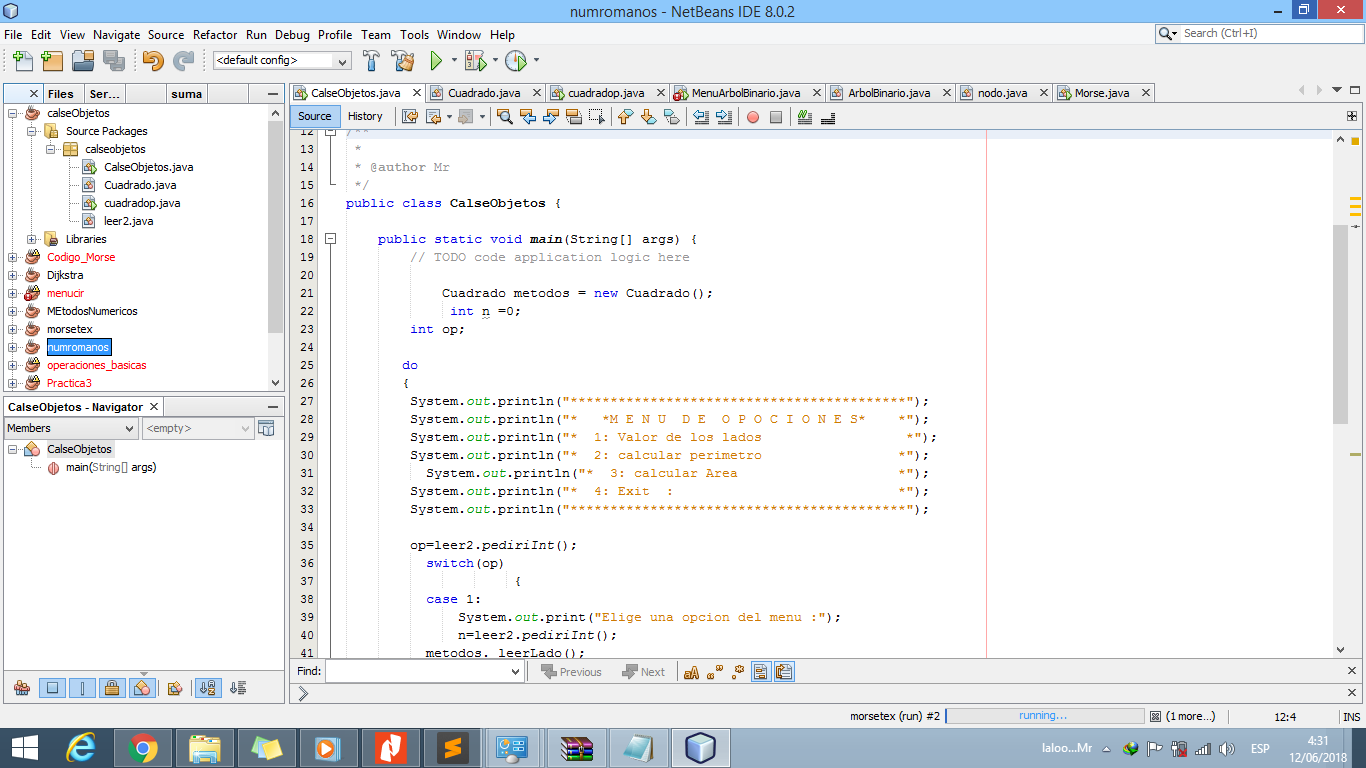 numromanos - NetBeans IDE 8.0.2
File Edit View Navigate Source Refactor Run Debug Profile Team Tools Window Help
Search (Ctrl+I)
<default config>
Files Ser... suma
CalseObjetos.java Cuadrado.java cuadradop.java MenuArbolBinario.java ArbolBinario.java nodo.java Morse.java
Source History
calseObjetos
Source Packages
calseobjetos
CalseObjetos.java
Cuadrado.java
cuadradop.java
leer2.java
Libraries
Codigo_Morse
Dijkstra
menucir
MEtodosNumericos
morsetex
numromanos
operaciones_basicas
Practica3
CalseObjetos - Navigator
Members <empty>
CalseObjetos
main(String[] args)
12 /**
13 *
14 * @author Mr
15 */
16 public class CalseObjetos {
17
18 public static void main(String[] args) {
19 // TODO code application logic here
20
21 Cuadrado metodos = new Cuadrado();
22 int n =0;
23 int op;
24
25 do
26 {
27 System.out.println("******************************************");
28 System.out.println("*   *M E N U  D E  O P O C I O N E S*    *");
29 System.out.println("*  1: Valor de los lados                  *");
30 System.out.println("*  2: calcular perimetro                 *");
31 System.out.println("*  3: calcular Area                    *");
32 System.out.println("*  4: Exit  :                            *");
33 System.out.println("******************************************");
34
35 op=leer2.pediriInt();
36 switch(op)
37 {
38 case 1:
39 System.out.print("Elige una opcion del menu :");
40 n=leer2.pediriInt();
41 metodos. leerLado();
Find: Previous Next
morsetex (run) #2 running... (1 more...) 12:4 INS
laloo...Mr ESP 4:31
12/06/2018